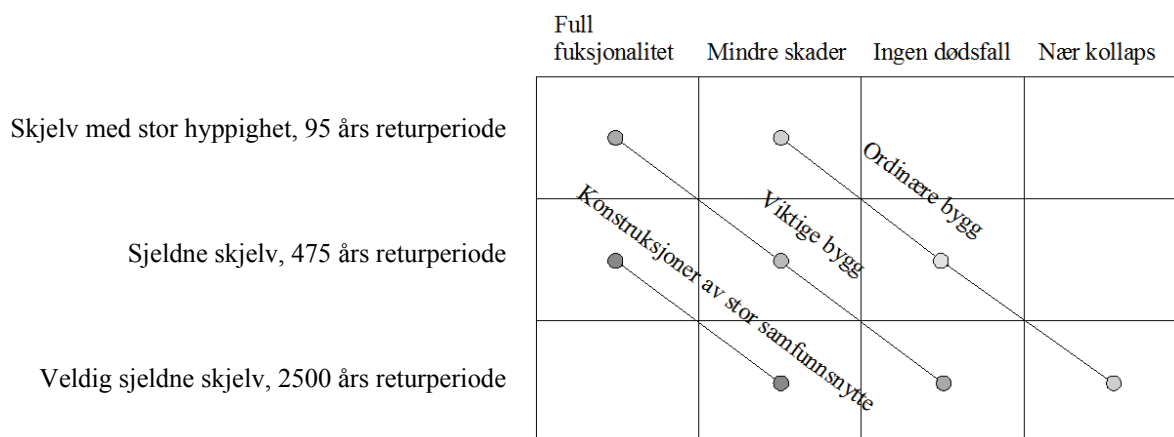 Full
fuksjonalitet
Mindre skader
Ingen dødsfall
Nær kollaps
Skjelv med stor hyppighet, 95 års returperiode
Ordinære bygg
Viktige bygg
Konstruksjoner av stor samfunnsnytte
Sjeldne skjelv, 475 års returperiode
Veldig sjeldne skjelv, 2500 års returperiode